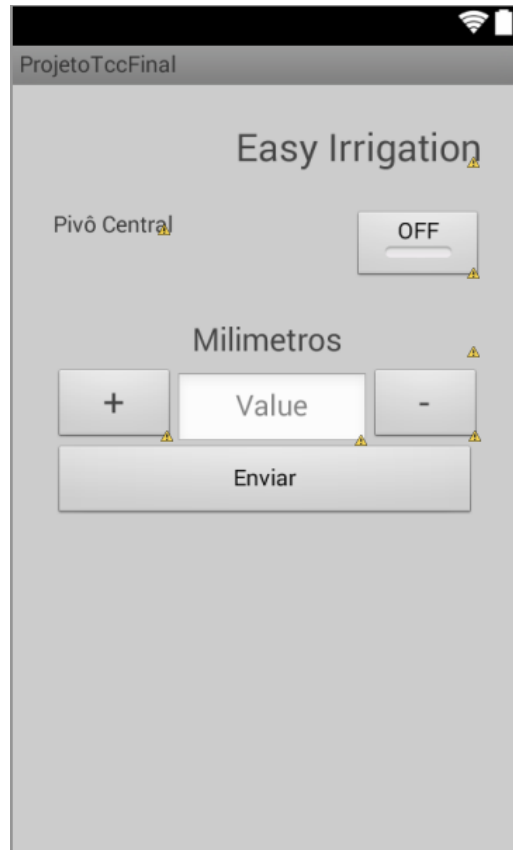 ProjetoTccFinal
Easy Irrigation
Pivô Central
OFF
Milimetros
+ Value -
Enviar